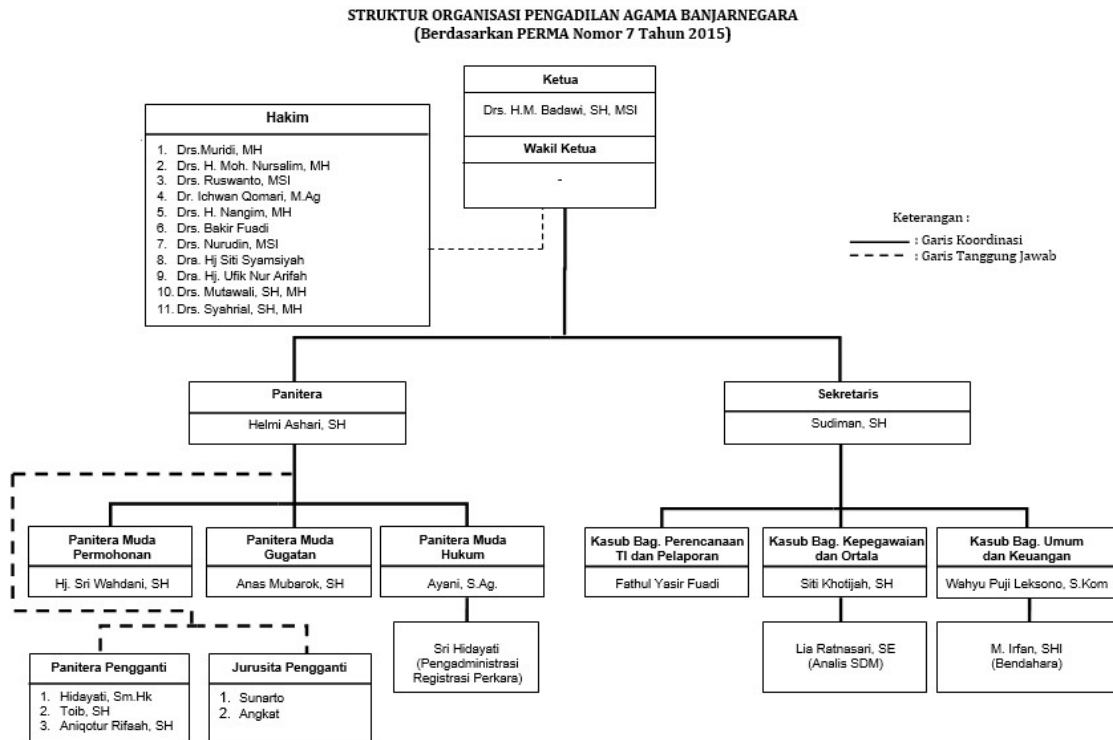 STRUKTUR ORGANISASI PENGADILAN AGAMA BANJARNEGARA
(Berdasarkan PERMA Nomor 7 Tahun 2015)
Ketua
Drs. H.M. Badawi, SH, MSI
Wakil Ketua
-
Hakim
1. Drs.Muridi, MH
2. Drs. H. Moh. Nursalim, MH
3. Drs. Ruswanto, MSI
4. Dr. Ichwan Qomari, M.Ag
5. Drs. H. Nangim, MH
6. Drs. Bakir Fuadi
7. Drs. Nurudin, MSI
8. Dra. Hj Siti Syamsiyah
9. Dra. Hj. Ufik Nur Arifah
10. Drs. Mutawali, SH, MH
11. Drs. Syahrial, SH, MH
Keterangan :
: Garis Koordinasi
: Garis Tanggung Jawab
Panitera
Helmi Ashari, SH
Sekretaris
Sudiman, SH
Panitera Muda
Permohonan
Hj. Sri Wahdani, SH
Panitera Muda
Gugatan
Anas Mubarok, SH
Panitera Muda
Hukum
Ayani, S.Ag.
Kasub Bag. Perencanaan
TI dan Pelaporan
Fathul Yasir Fuadi
Kasub Bag. Kepegawaian
dan Ortala
Siti Khotijah, SH
Kasub Bag. Umum
dan Keuangan
Wahyu Puji Leksono, S.Kom
Sri Hidayati
(Pengadministrasi
Registrasi Perkara)
Lia Ratnasari, SE
(Analis SDM)
M. Irfan, SHI
(Bendahara)
Panitera Pengganti
1. Hidayati, Sm.Hk
2. Toib, SH
3. Aniqotur Rifaah, SH
Jurusita Pengganti
1. Sunarto
2. Angkat